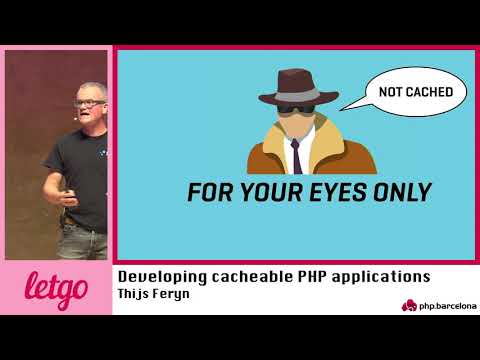 NOT CACHED
FOR YOUR EYES ONLY
letgo
Developing cacheable PHP applications
Thijs Feryn
php.barcelona